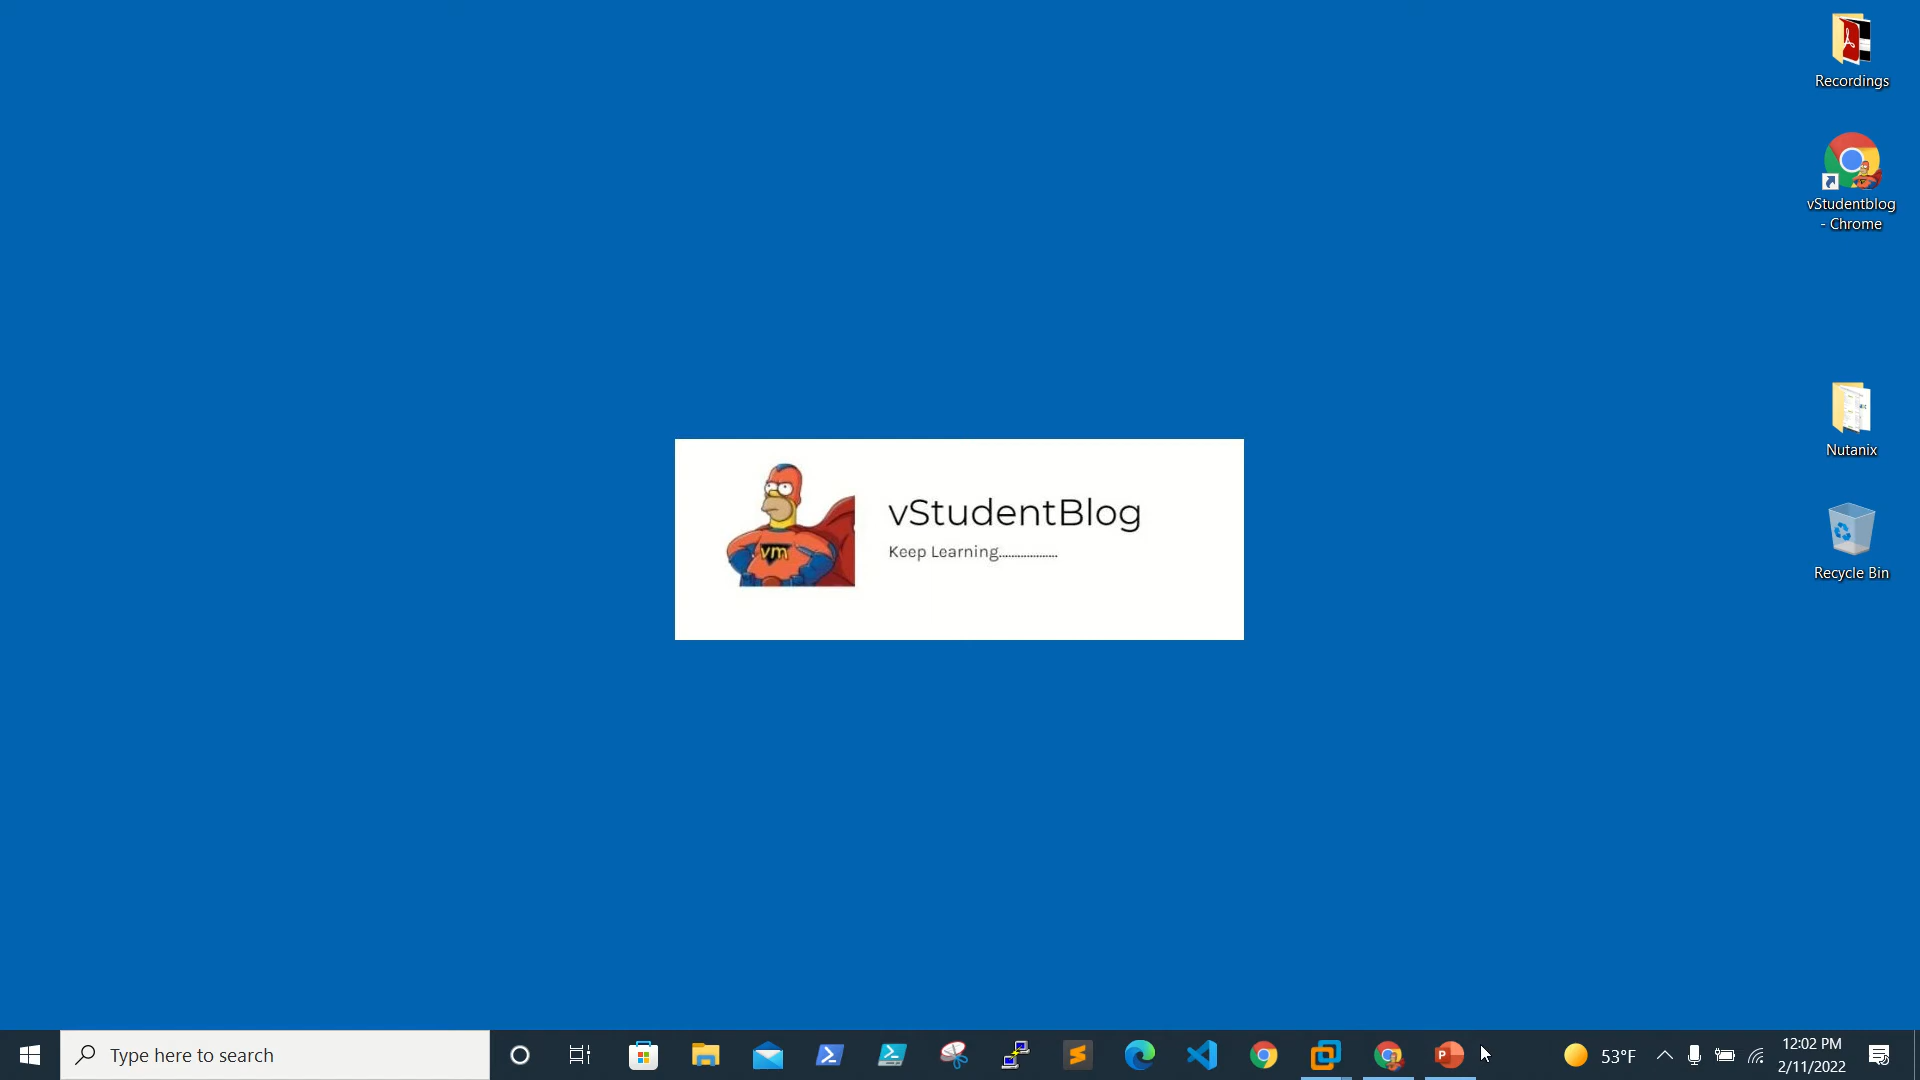 Recordings
vStudentblog
- Chrome
Nutanix
Recycle Bin
vm
vStudentBlog
Keep Learning...................
Type here to search
53°F
12:02 PM
2/11/2022